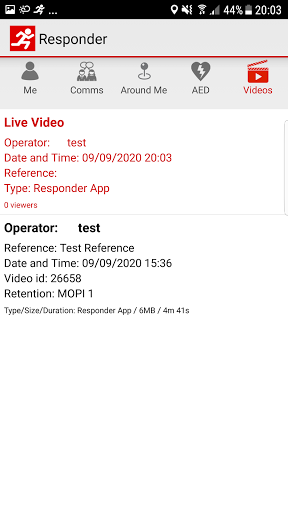 ... 44% 20:03
Responder
Me Comms Around Me AED Videos
Live Video
Operator: test
Date and Time: 09/09/2020 20:03
Reference:
Type: Responder App
0 viewers
Operator: test
Reference: Test Reference
Date and Time: 09/09/2020 15:36
Video id: 26658
Retention: MOPI 1
Type/Size/Duration: Responder App / 6MB / 4m 41s